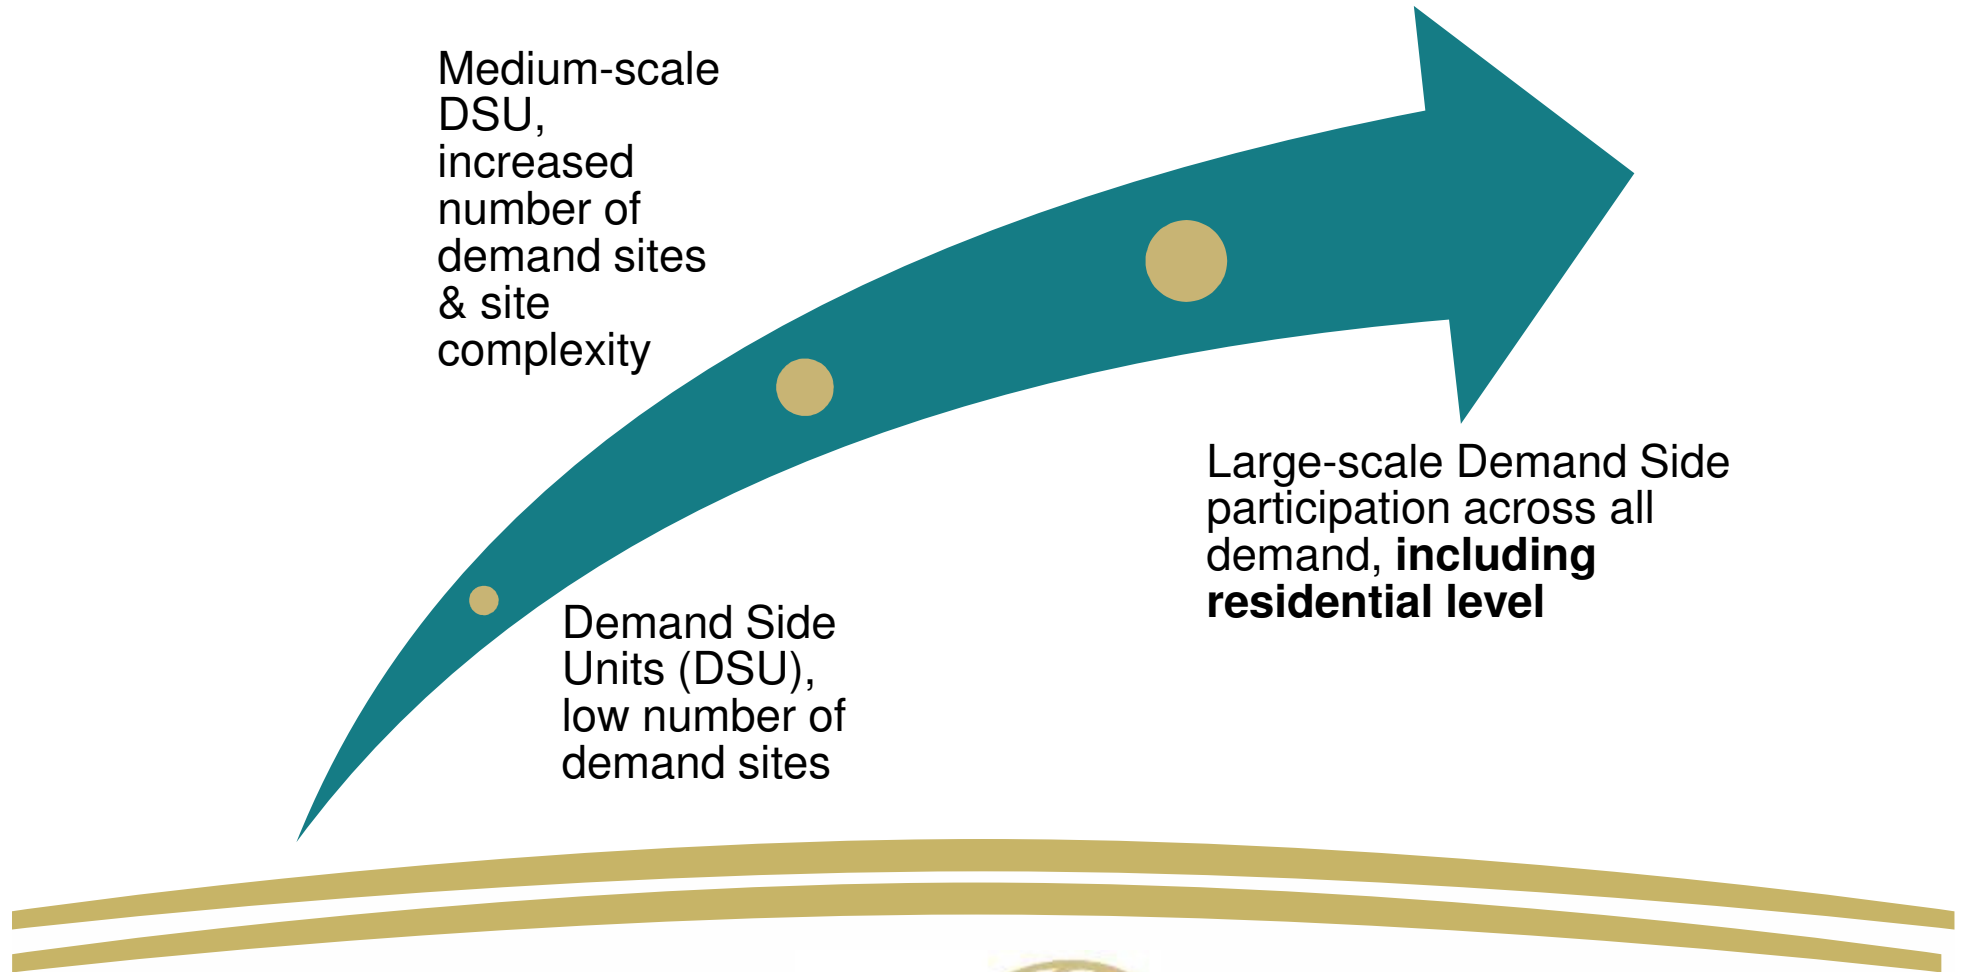 Medium-scale
DSU,
increased
number of
demand sites
& site
complexity
Demand Side
Units (DSU),
low number of
demand sites
Large-scale Demand Side
participation across all
demand, including
residential level